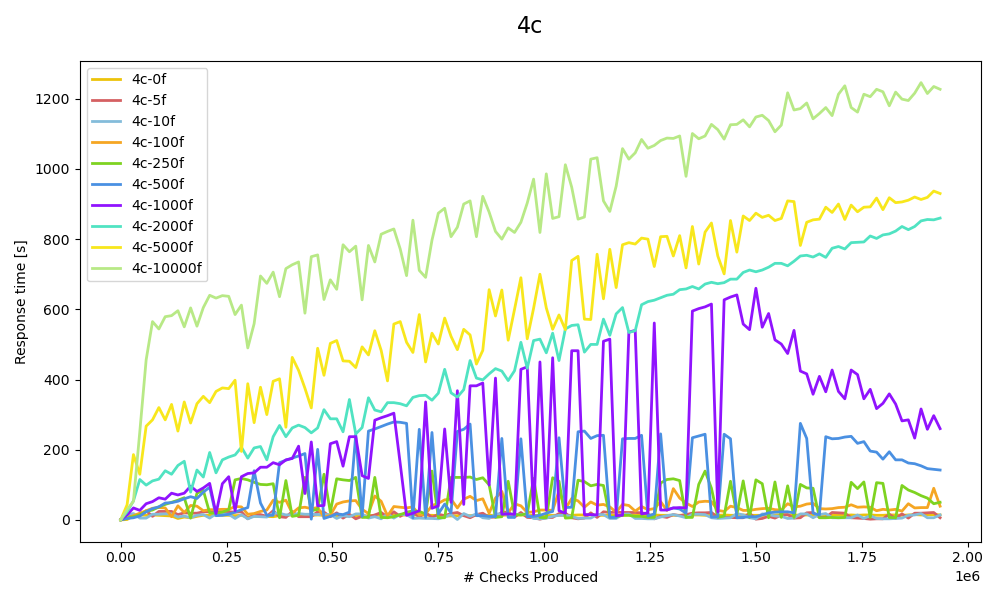 4c
1200
1000
800
600
400
200
0
Response time [s]
4c-0f
4c-5f
4c-10f
4c-100f
4c-250f
4c-500f
4c-1000f
4c-2000f
4c-5000f
4c-10000f
0.00 0.25 0.50 0.75 1.00 1.25 1.50 1.75 2.00
# Checks Produced
1e6